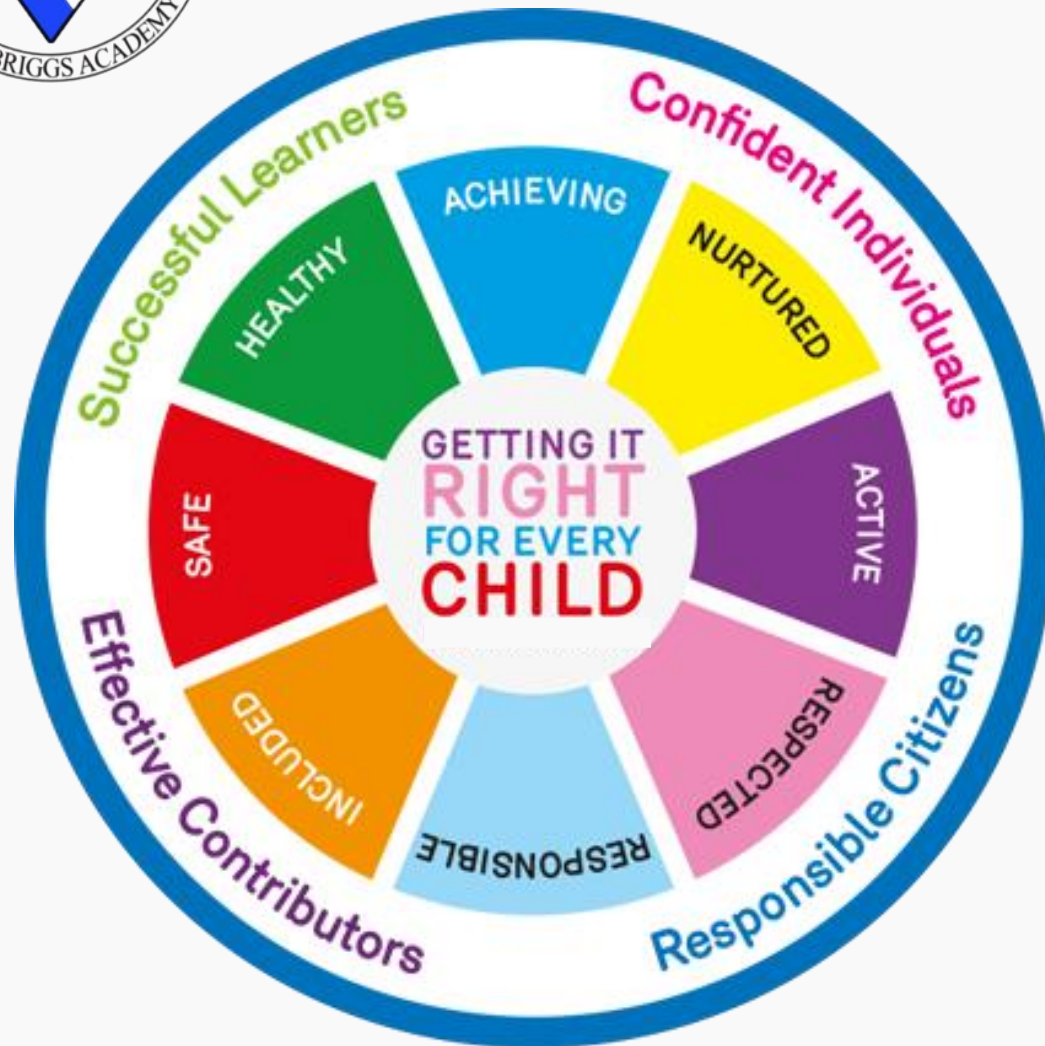 BRIGGS ACADEMY
Successful Learners
Confident Individuals
ACHIEVING
NURTURED
ACTIVE
RESPECTED
RESPONSIBLE
INCLUDED
SAFE
HEALTHY
GETTING IT
RIGHT
FOR EVERY
CHILD
Effective Contributors
Responsible Citizens